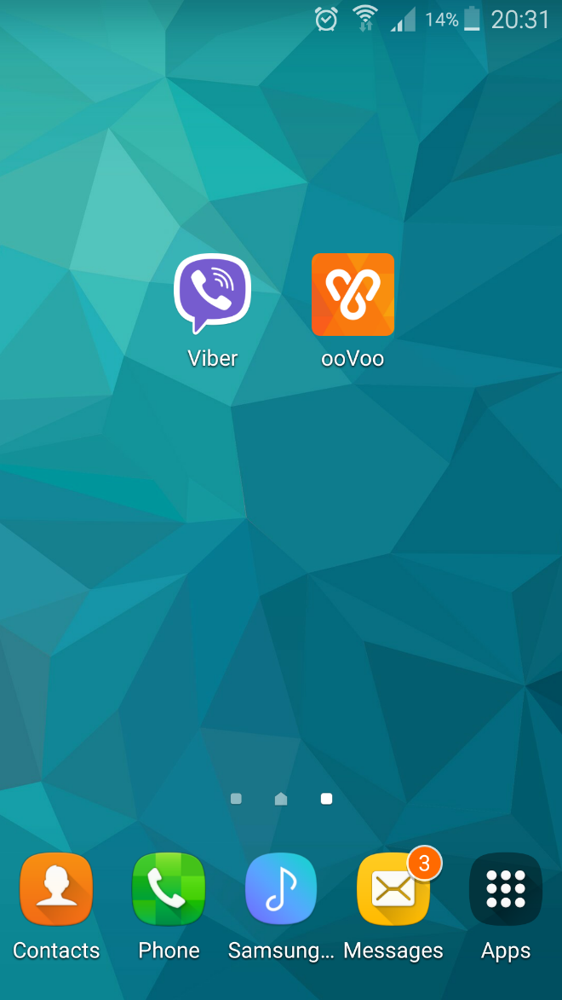 14% 20:31
Viber ooVoo
3
Contacts Phone Samsung... Messages Apps